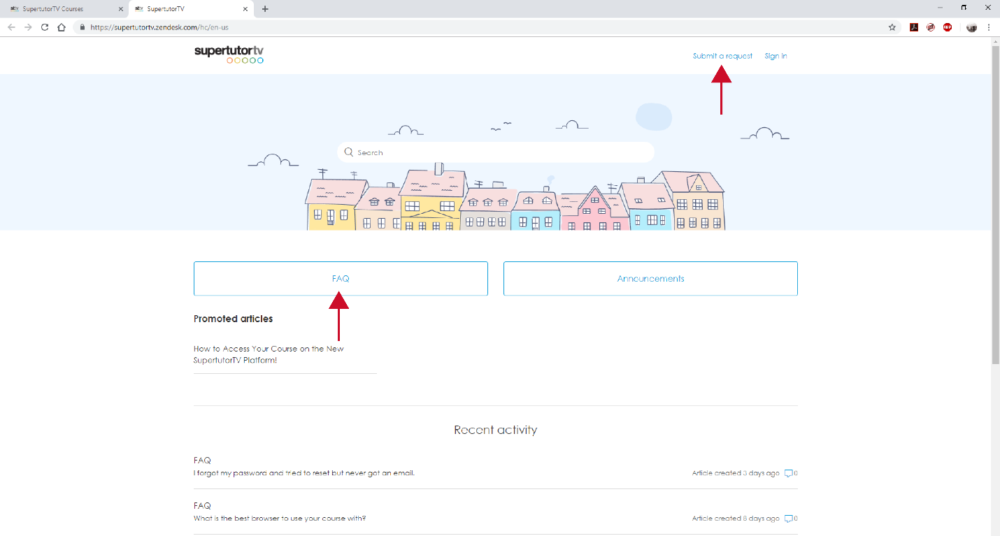 sttv SupertutorTV Courses
sttv SupertutorTV
https://supertutortv.zendesk.com/hc/en-us
ABP
supertutortv
Submit a request
Sign in
Search
FAQ
Announcements
Promoted articles
How to Access Your Course on the New
SupertutorTV Platform!
Recent activity
FAQ
I forgot my password and tried to reset but never got an email.
Article created 3 days ago 0
FAQ
What is the best browser to use your course with?
Article created 8 days ago 0